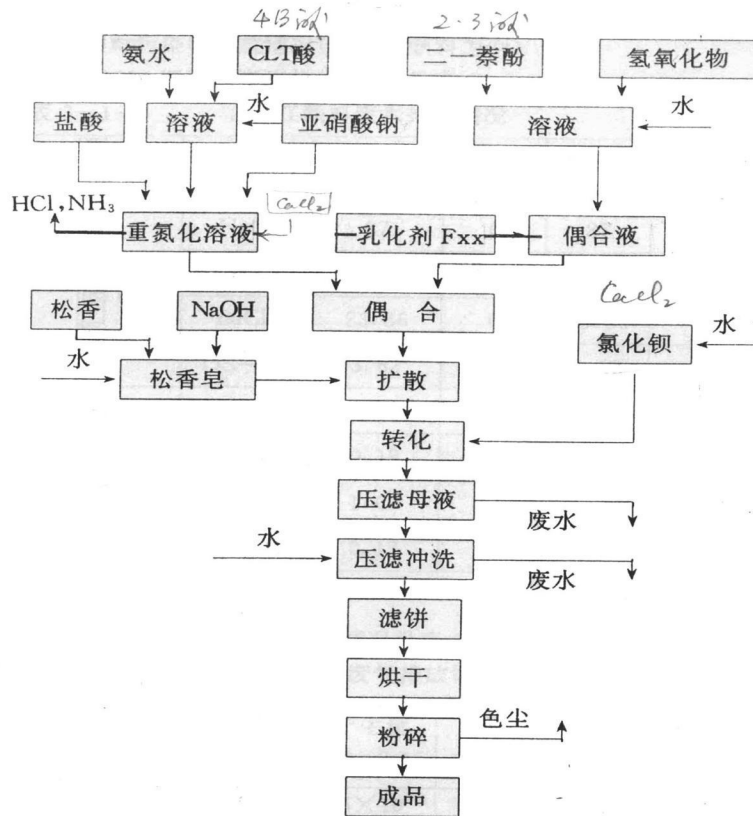 4B酸
2.3酸
氨水
CLT酸
二一萘酚
氢氧化物
盐酸
溶液
水
亚硝酸钠
溶液
水
HCl,NH₃
CaCl₂
重氮化溶液
乳化剂 Fxx
偶合液
松香
NaOH
偶 合
CaCl₂
水
水
松香皂
扩散
氯化钡
转化
压滤母液
废水
水
压滤冲洗
废水
滤饼
烘干
色尘
粉碎
成品